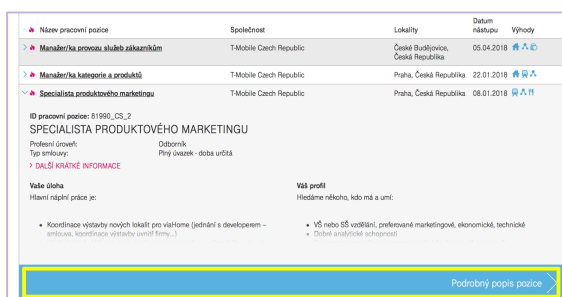 Název pracovní pozice Společnost Lokality Datum nástupu Výhody
Manažer/ka provozu služeb zákazníkům T-Mobile Czech Republic České Budějovice, Česká Republika 05.04.2018
Manažer/ka kategorie a produktů T-Mobile Czech Republic Praha, Česká Republika 22.01.2018
Specialista produktového marketingu T-Mobile Czech Republic Praha, Česká Republika 08.01.2018
ID pracovní pozice: 81990_CS_2
SPECIALISTA PRODUKTOVÉHO MARKETINGU
Profesní úroveň: Odborník
Typ smlouvy: Plný úvazek - doba určitá
> DALŠÍ KRÁTKÉ INFORMACE
Vaše úloha
Hlavní náplní práce je:
• Koordinace výstavby nových lokalit pro viaHome (jednání s developerem –
smlouva, koordinace výstavby uvnitř firmy...)
Váš profil
Hledáme někoho, kdo má a umí:
• VŠ nebo SŠ vzdělání, preferované marketingové, ekonomické, technické
• Dobré analytické schopnosti
Podrobný popis pozice